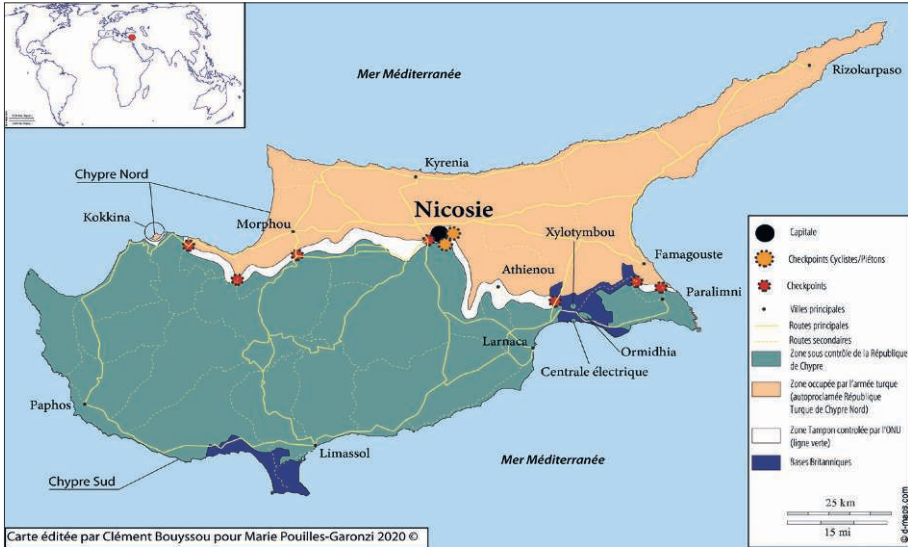 Mer Méditerranée
Rizokarpaso
Kyrenia
Chypre Nord
Nicosie
Kokkina
Morphou
Xylotymbou
Famagouste
Athienou
Paralimni
Larnaca
Ormidhia
Centrale électrique
Paphos
Limassol
Mer Méditerranée
Chypre Sud
Capitale
Checkpoints Cyclistes/Piétons
Checkpoints
Villes principales
Routes principales
Routes secondaires
Zone sous contrôle de la République
de Chypre
Zone occupée par l'armée turque
(autoproclamée République
Turque de Chypre Nord)
Zone Tampon controlée par l'ONU
(ligne verte)
Bases Britanniques
25 km
15 mi
© d-maps.com
Carte éditée par Clément Bouyssou pour Marie Pouilles-Garonzi 2020 ©